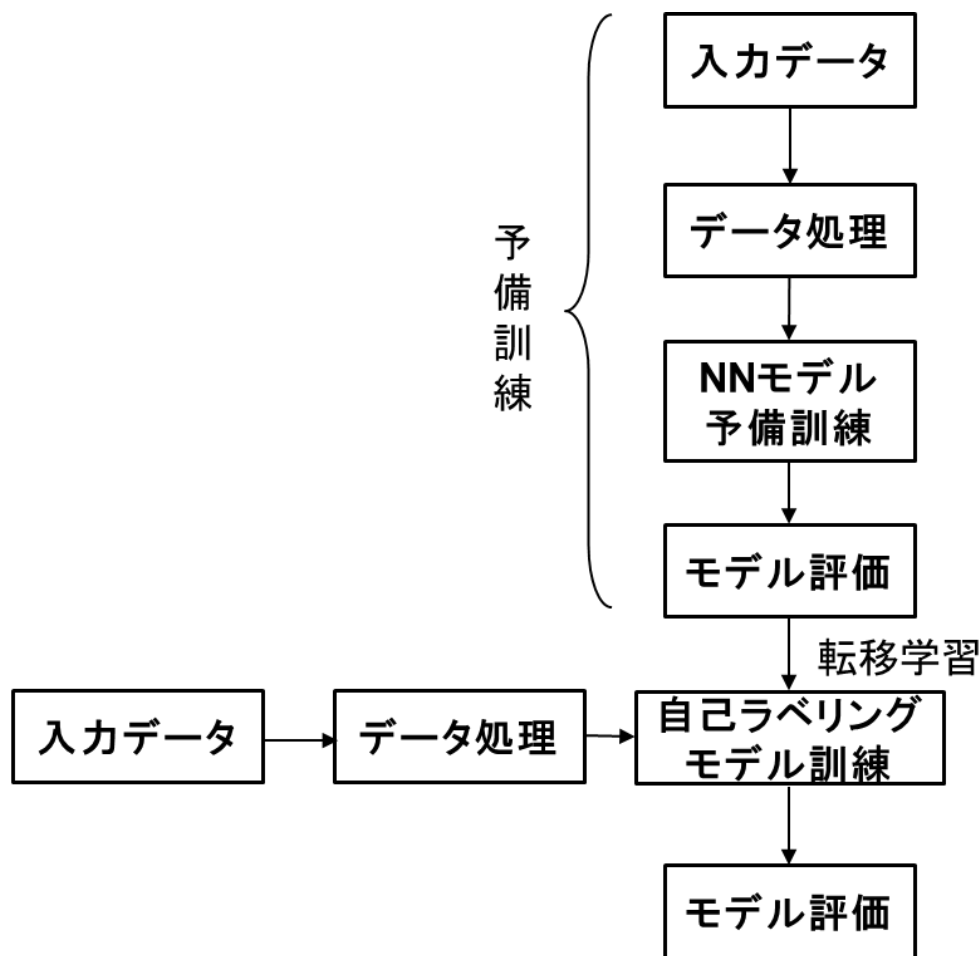 入力データ
データ処理
予備訓練
NNモデル
予備訓練
モデル評価
転移学習
入力データ
データ処理
自己ラベリング
モデル訓練
モデル評価